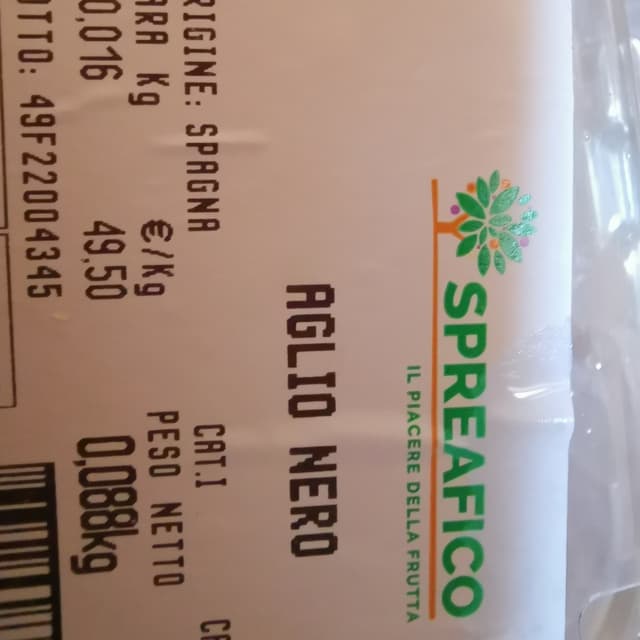 SPREAFICO
IL PIACERE DELLA FRUTTA
AGLIO NERO
RIGINE: SPAGNA
CAT.I
ARA Kg
€/Kg
PESO NETTO
0,016
49,50
0,088kg
OTTO: 49F22004345